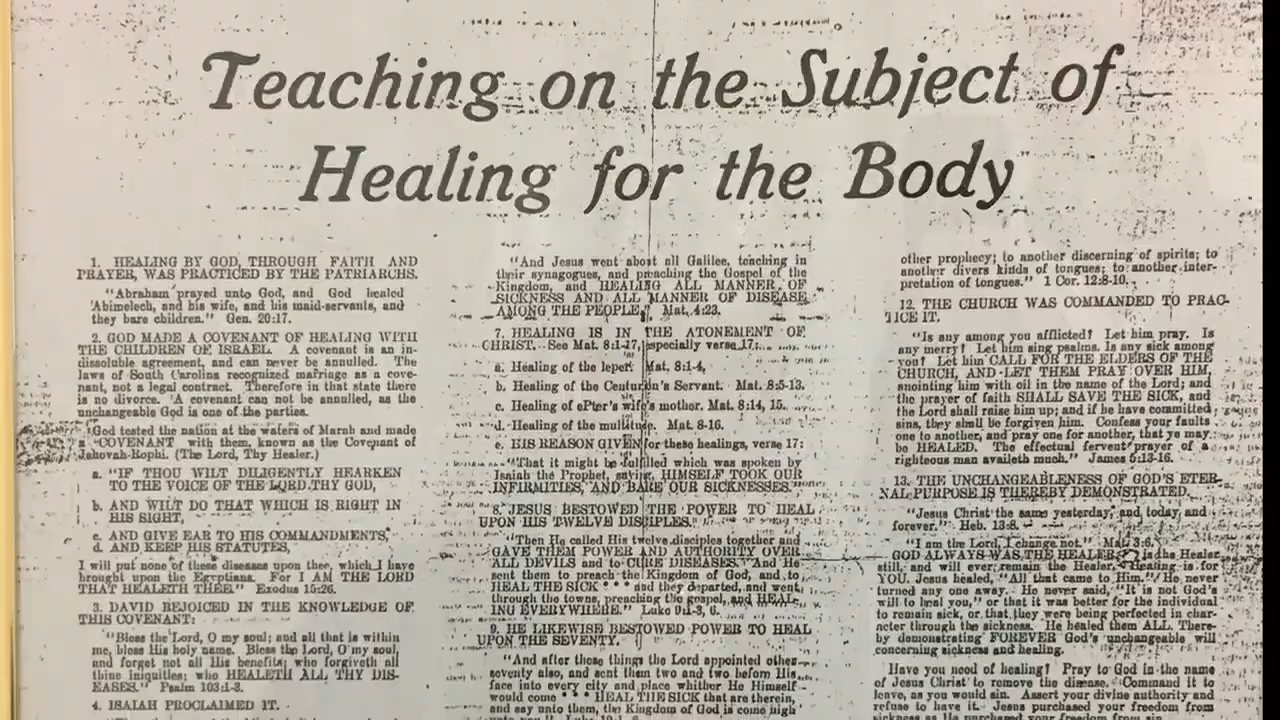 Teaching on the Subject of
Healing for the Body
1. HEALING BY GOD, THROUGH FAITH AND
PRAYER, WAS PRACTICED BY THE PATRIARCHS.
"Abraham prayed unto God, and God healed
Abimelech, and his wife, and his maid-servants, and
they bare children." Gen. 20:17.
2. GOD MADE A COVENANT OF HEALING WITH
THE CHILDREN OF ISRAEL. A covenant is an in-
dissoluble agreement, and can never be annulled. The
laws of South Carolina recognized marriage as a cove-
nant, not a legal contract. Therefore in that state there
is no divorce. A covenant can not be annulled, as the
unchangeable God is one of the parties.
God tested the nation at the waters of Marah and made
a COVENANT with them, known as the Covenant of
Jehovah-Rophi. (The Lord, Thy Healer.)
a. "IF THOU WILT DILIGENTLY HEARKEN
TO THE VOICE OF THE LORD THY GOD,
b. AND WILT DO THAT WHICH IS RIGHT IN
HIS SIGHT,
c. AND GIVE EAR TO HIS COMMANDMENTS,
d. AND KEEP HIS STATUTES,
I will put none of these diseases upon thee, which I have
brought upon the Egyptians. For I AM THE LORD
THAT HEALETH THEE." Exodus 15:26.
3. DAVID REJOICED IN THE KNOWLEDGE OF
THIS COVENANT:
"Bless the Lord, O my soul; and all that is within
me, bless His holy name. Bless the Lord, O my soul,
and forget not all His benefits; who forgiveth all
thine iniquities; who HEALETH ALL THY DIS-
EASES." Psalm 103:1-3.
4. ISAIAH PROCLAIMED IT.
"And Jesus went about all Galilee, teaching in
their synagogues, and preaching the Gospel of the
Kingdom, and HEALING ALL MANNER OF
SICKNESS AND ALL MANNER OF DISEASE
AMONG THE PEOPLE." Mat. 4:23.
7. HEALING IS IN THE ATONEMENT OF
CHRIST. See Mat. 8:1-17, especially verse 17.
a. Healing of the leper. Mat. 8:1-4,
b. Healing of the Centurion's Servant. Mat. 8:5-13.
c. Healing of ePter's wife's mother. Mat. 8:14, 15.
d. Healing of the multitude. Mat. 8-16.
e. HIS REASON GIVEN for these healings, verse 17:
"That it might be fulfilled which was spoken by
Isaiah the Prophet, saying, HIMSELF TOOK OUR
INFIRMITIES, AND BARE OUR SICKNESSES."
8. JESUS BESTOWED THE POWER TO HEAL
UPON HIS TWELVE DISCIPLES.
"Then He called His twelve disciples together and
GAVE THEM POWER AND AUTHORITY OVER
ALL DEVILS and to CURE DISEASES. And He
sent them to preach the Kingdom of God, and to
HEAL THE SICK * * * and they departed, and went
through the towns, preaching the gospel, and HEAL-
ING EVERYWHERE." Luke 9:1-3, 6.
9. HE LIKEWISE BESTOWED POWER TO HEAL
UPON THE SEVENTY.
"And after those things the Lord appointed other
seventy also, and sent them two and two before His
face into every city and place whither He Himself
would come * * * HEAL THE SICK that are therein,
and say unto them, the Kingdom of God is come nigh
other prophecy; to another discerning of spirits; to
another divers kinds of tongues; to another inter-
pretation of tongues." 1 Cor. 12:8-10.
12. THE CHURCH WAS COMMANDED TO PRAC-
TICE IT.
"Is any among you afflicted? Let him pray. Is
any merry? Let him sing psalms. Is any sick among
you? Let him CALL FOR THE ELDERS OF THE
CHURCH, AND LET THEM PRAY OVER HIM,
anointing him with oil in the name of the Lord; and
the prayer of faith SHALL SAVE THE SICK, and
the Lord shall raise him up; and if he have committed
sins, they shall be forgiven him. Confess your faults
one to another, and pray one for another, that ye may
be HEALED. The effectual fervent prayer of a
righteous man availeth much." James 5:13-16.
13. THE UNCHANGEABLENESS OF GOD'S ETER-
NAL PURPOSE IS THEREBY DEMONSTRATED.
"Jesus Christ the same yesterday, and today, and
forever." Heb. 13:8.
"I am the Lord, I change not." Mal. 3:6.
GOD ALWAYS WAS THE HEALER. is the Healer
still, and will ever remain the Healer. Healing is for
YOU. Jesus healed, "All that came to Him." He never
turned any one away. He never said, "It is not God's
will to heal you," or that it was better for the individual
to remain sick, or that they were being perfected in char-
acter through the sickness. He healed them ALL. There-
by demonstrating FOREVER God's unchangeable will
concerning sickness and healing.
Have you need of healing? Pray to God in the name
of Jesus Christ to remove the disease. Command it to
leave, as you would sin. Assert your divine authority and
refuse to have it. Jesus purchased your freedom from
sickness as He purchased your freedom from sin.